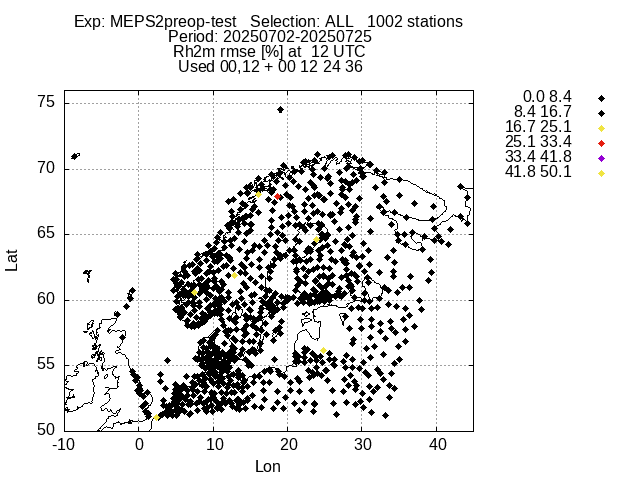 Exp: MEPS2preop-test   Selection: ALL   1002 stations
Period: 20250702-20250725
Rh2m rmse [%] at  12 UTC
Used 00,12 + 00 12 24 36
0.0 8.4
8.4 16.7
16.7 25.1
25.1 33.4
33.4 41.8
41.8 50.1
75
70
65
60
55
50
Lat
-10 0 10 20 30 40
Lon